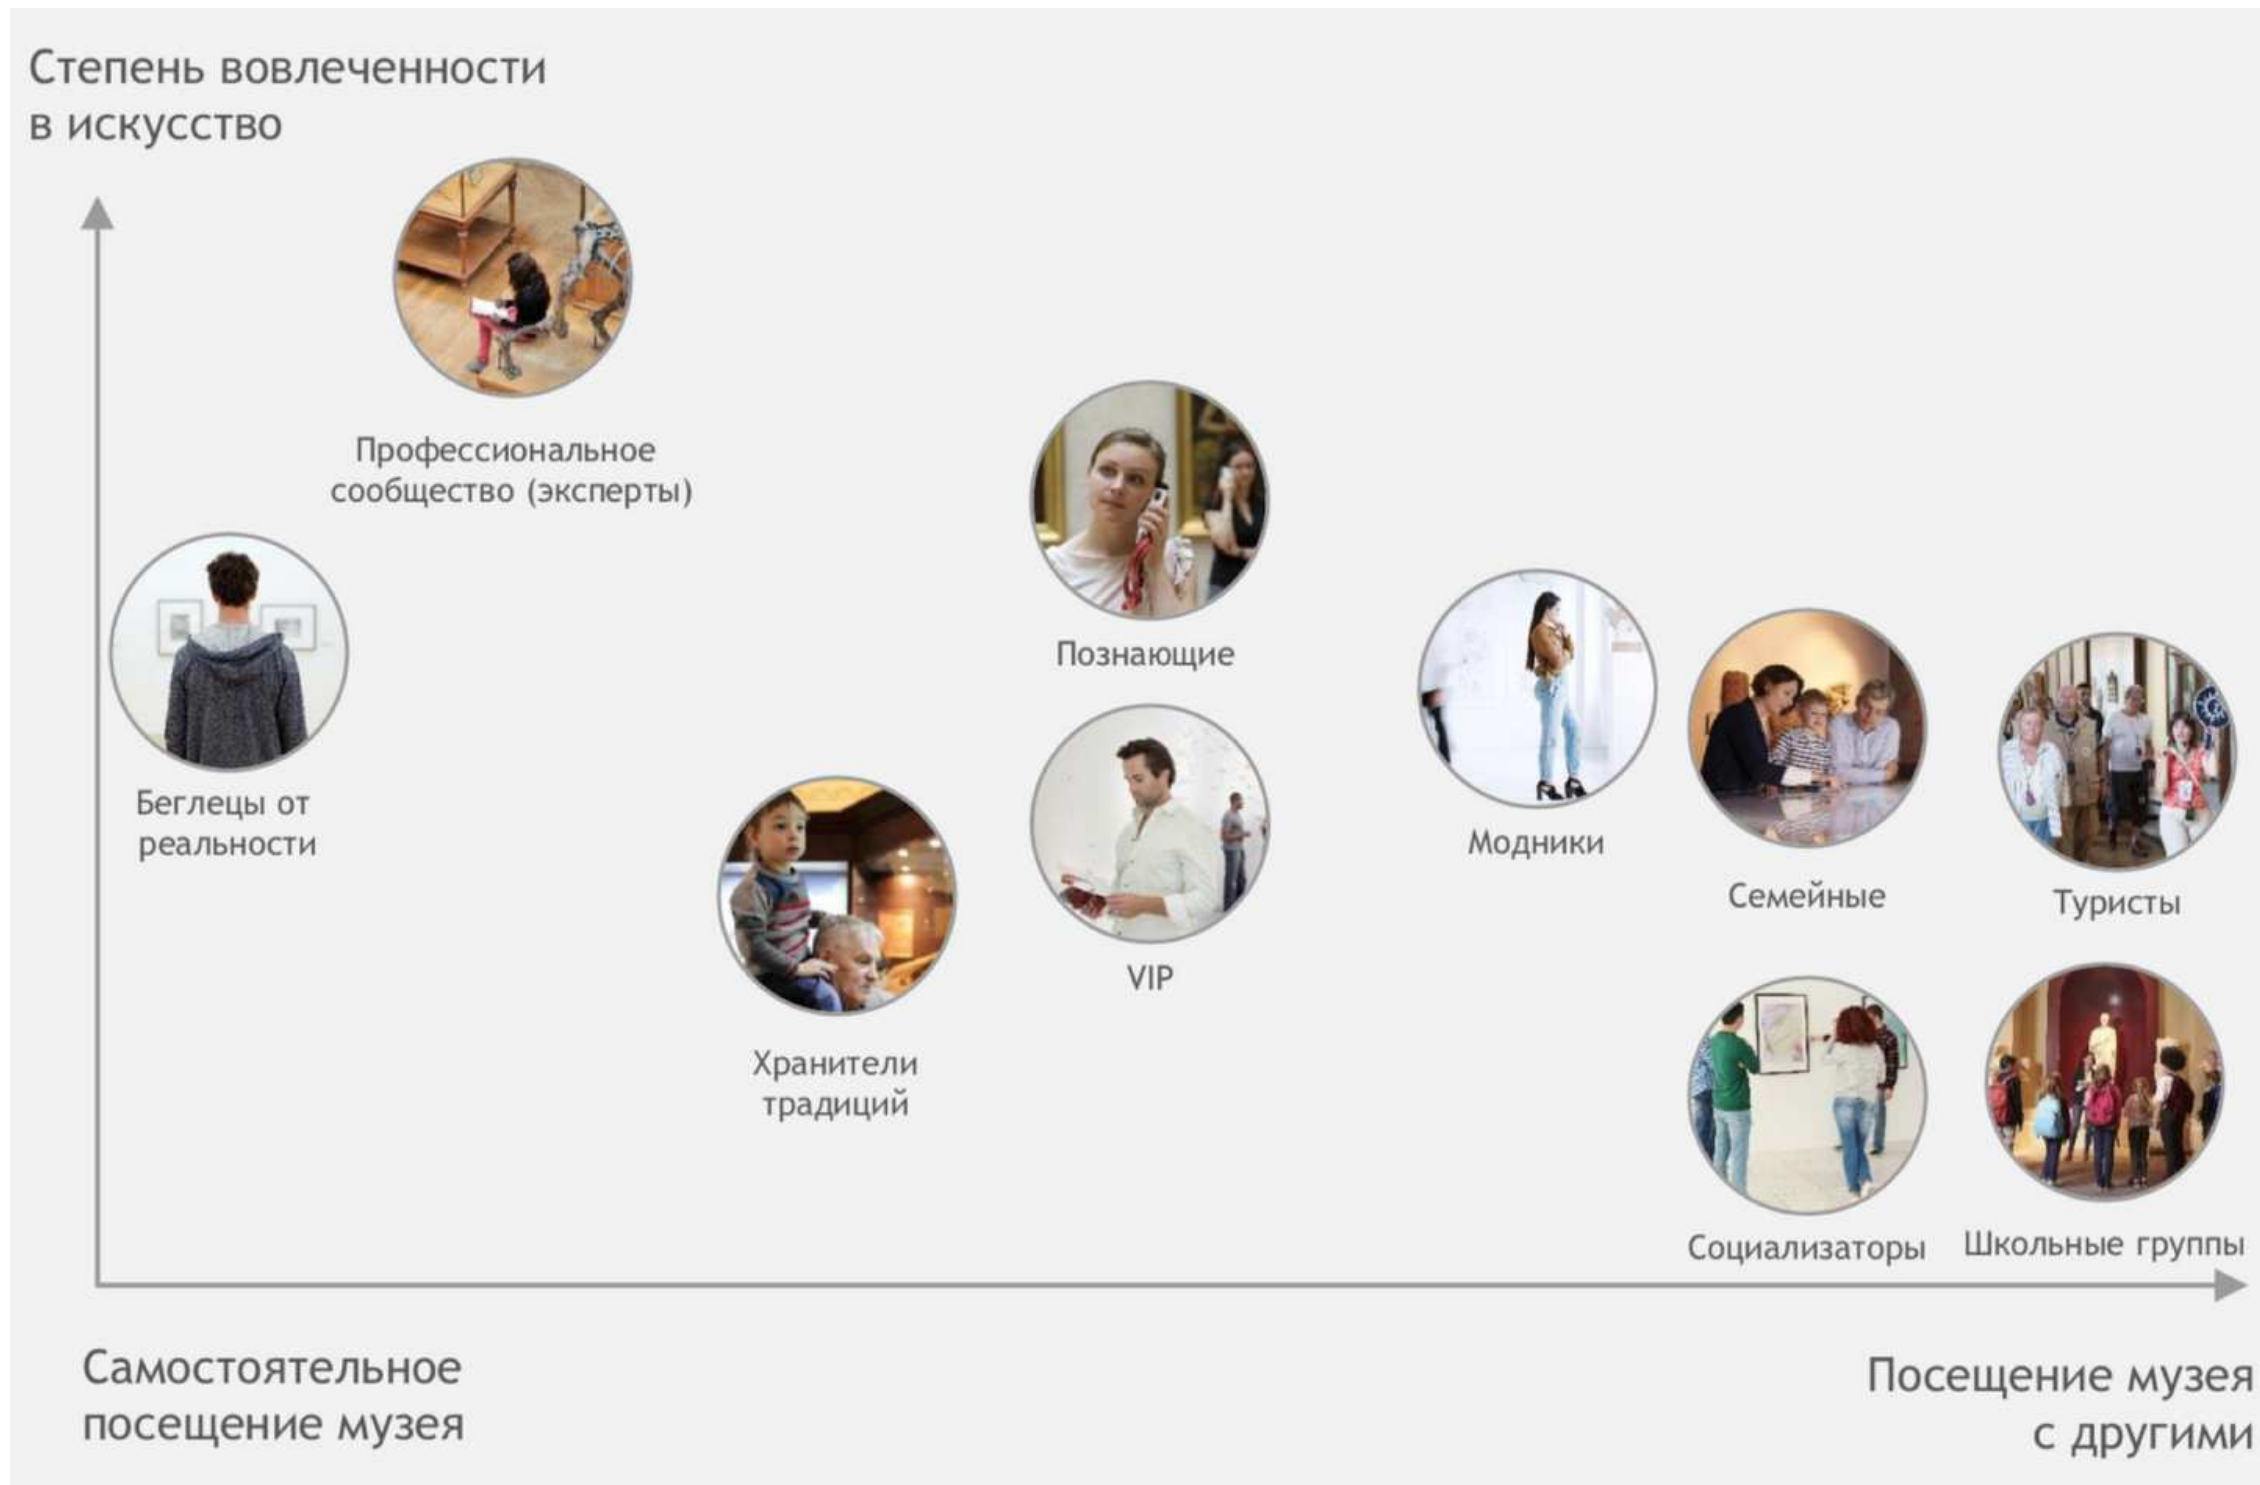 Степень вовлеченности
в искусство
Профессиональное
сообщество (эксперты)
Познающие
Беглецы от
реальности
Модники
Семейные
Туристы
VIP
Хранители
традиций
Социализаторы
Школьные группы
Самостоятельное
посещение музея
Посещение музея
с другими